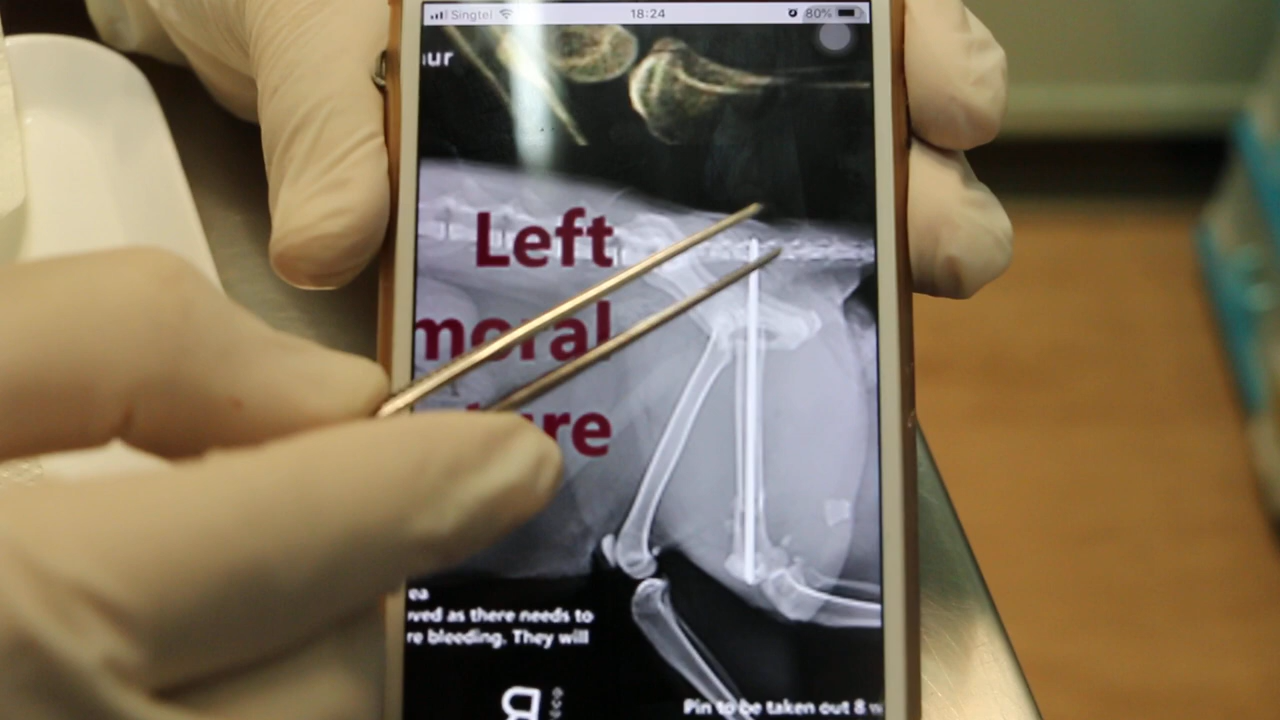 Singtel 18:24 80%
ur
Left
moral
ure
ea
ved as there needs to
re bleeding. They will
R
Pin to be taken out 8 w